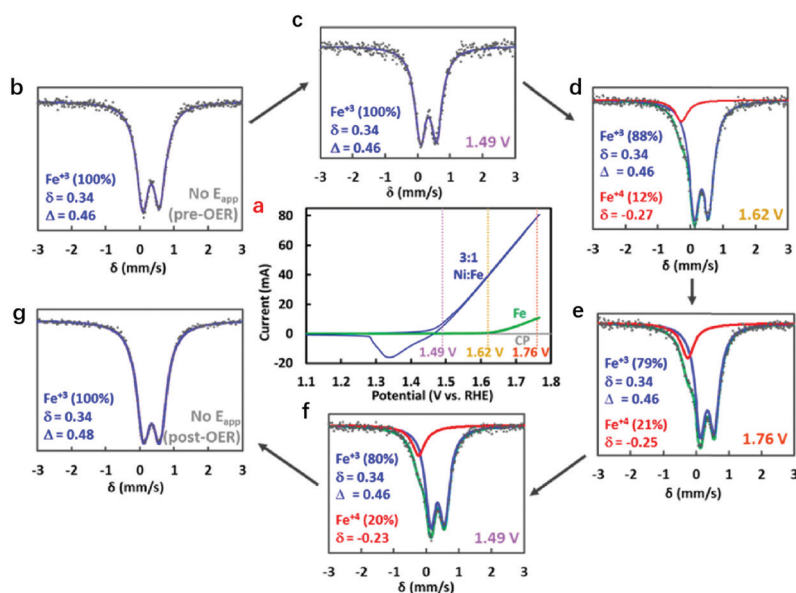 b
Fe+3 (100%)
δ = 0.34
Δ = 0.46
No Eapp
(pre-OER)
-3 -2 -1 0 1 2 3
δ (mm/s)
c
Fe+3 (100%)
δ = 0.34
Δ = 0.46
1.49 V
-3 -2 -1 0 1 2 3
δ (mm/s)
d
Fe+3 (88%)
δ = 0.34
Δ = 0.46
Fe+4 (12%)
δ = -0.27
1.62 V
-3 -2 -1 0 1 2 3
δ (mm/s)
a
80
60
40
20
0
-20
Current (mA)
3:1
Ni:Fe
Fe
CP
1.49 V
1.62 V
1.76 V
1.1 1.2 1.3 1.4 1.5 1.6 1.7 1.8
Potential (V vs. RHE)
g
Fe+3 (100%)
δ = 0.34
Δ = 0.48
No Eapp
(post-OER)
-3 -2 -1 0 1 2 3
δ (mm/s)
f
Fe+3 (80%)
δ = 0.34
Δ = 0.46
Fe+4 (20%)
δ = -0.23
1.49 V
-3 -2 -1 0 1 2 3
δ (mm/s)
e
Fe+3 (79%)
δ = 0.34
Δ = 0.46
Fe+4 (21%)
δ = -0.25
1.76 V
-3 -2 -1 0 1 2 3
δ (mm/s)